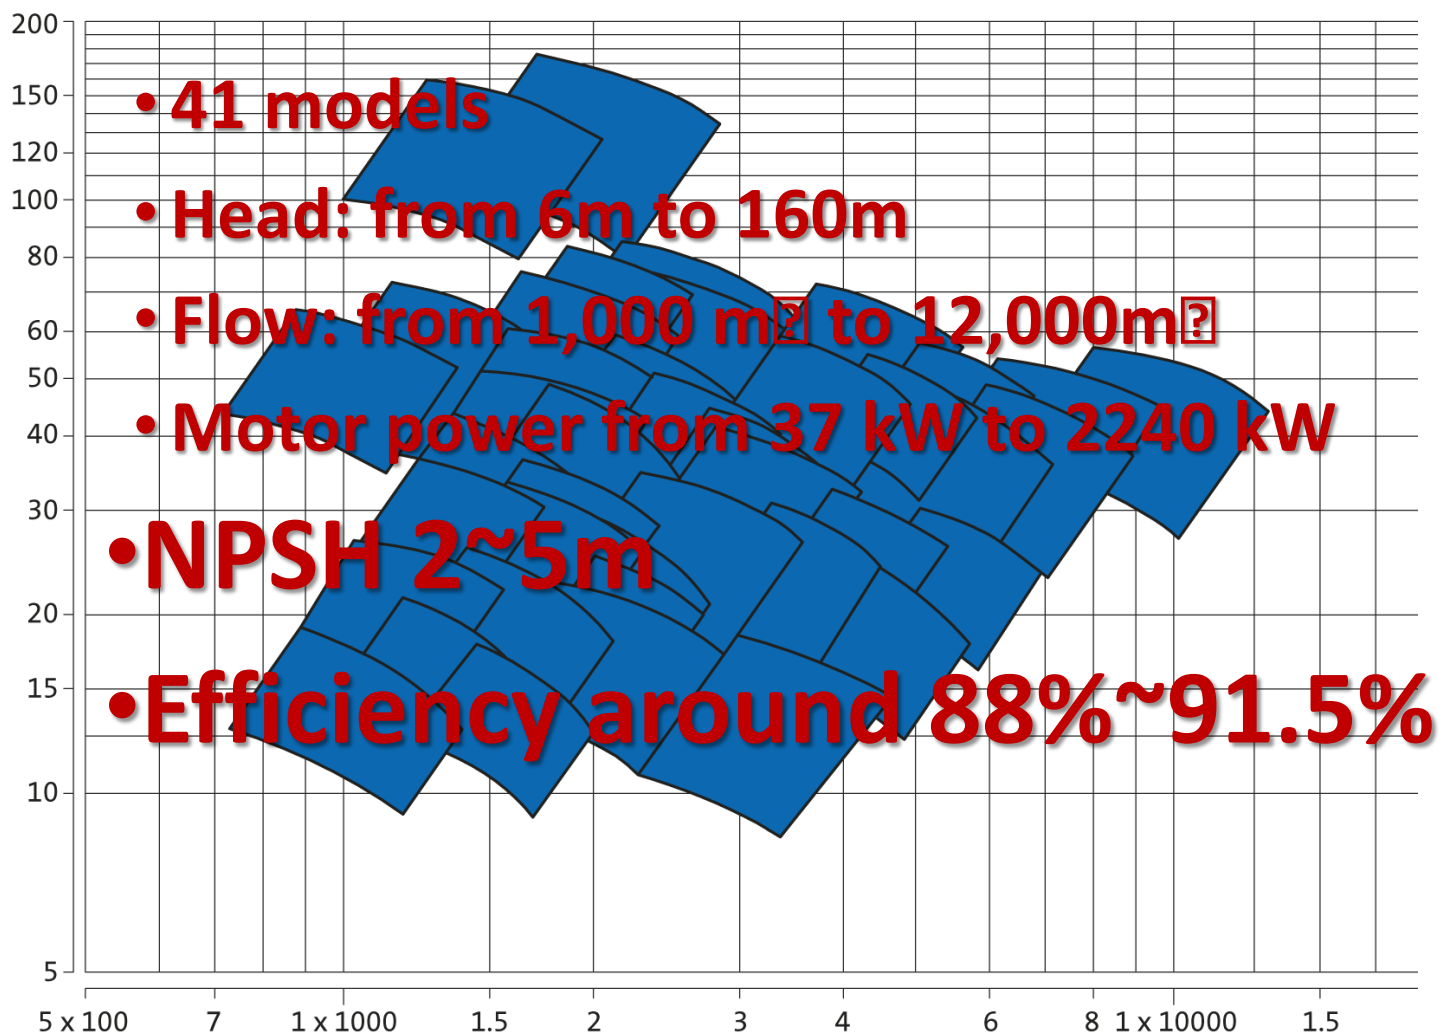 200
150
• 41 models
120
100
• Head: from 6m to 160m
80
60
• Flow: from 1,000 m to 12,000m
50
40
• Motor power from 37 kW to 2240 kW
30
•NPSH 2~5m
20
15
•Efficiency around 88%~91.5%
10
5
5 x 100 7 1 x 1000 1.5 2 3 4 6 8 1 x 10000 1.5